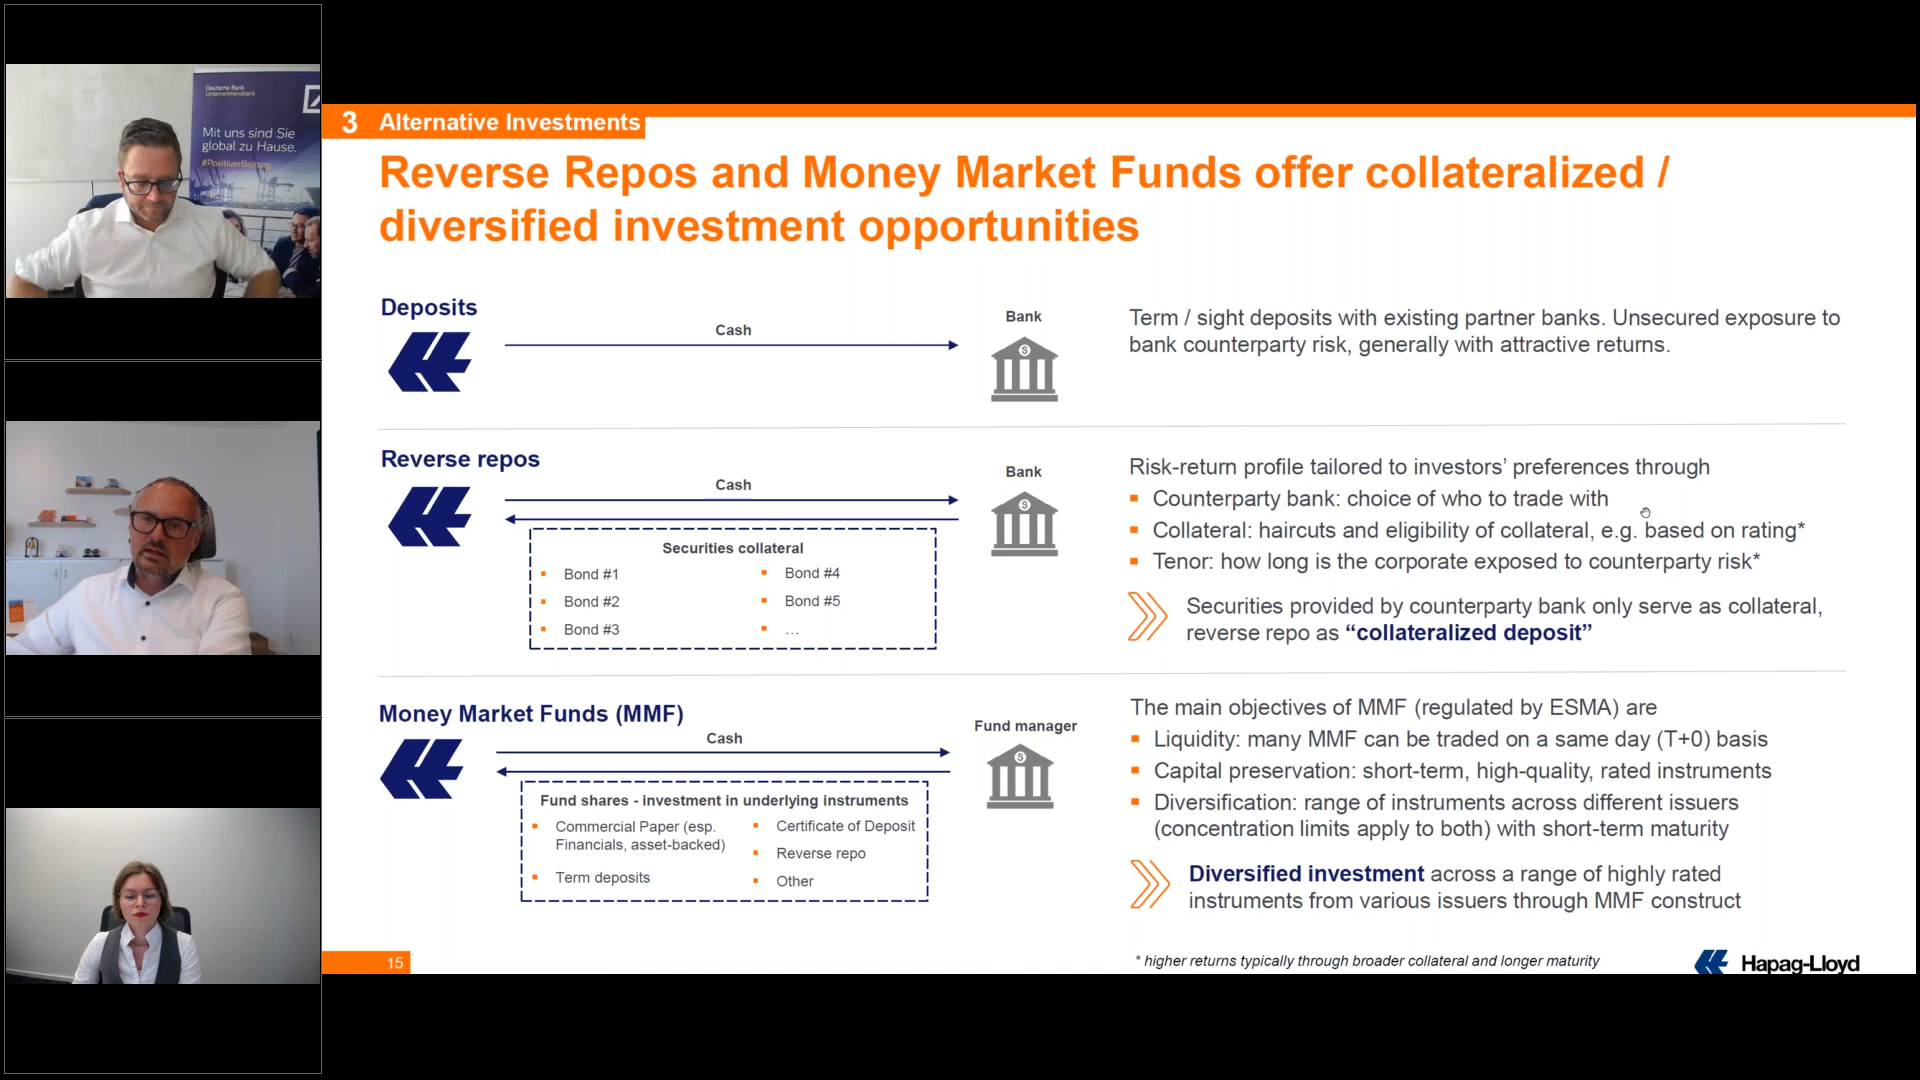 Deutsche Bank
Unternehmensbank
Mit uns sind Sie
global zu Hause.
#PositiverBeitrag
3 Alternative Investments
Reverse Repos and Money Market Funds offer collateralized /
diversified investment opportunities
Deposits
Cash
Bank
Term / sight deposits with existing partner banks. Unsecured exposure to
bank counterparty risk, generally with attractive returns.
Reverse repos
Cash
Bank
Securities collateral
Bond #1
Bond #2
Bond #3
Bond #4
Bond #5
…
Risk-return profile tailored to investors’ preferences through
Counterparty bank: choice of who to trade with
Collateral: haircuts and eligibility of collateral, e.g. based on rating*
Tenor: how long is the corporate exposed to counterparty risk*
Securities provided by counterparty bank only serve as collateral,
reverse repo as “collateralized deposit”
Money Market Funds (MMF)
Cash
Fund manager
Fund shares - investment in underlying instruments
Commercial Paper (esp.
Financials, asset-backed)
Term deposits
Certificate of Deposit
Reverse repo
Other
The main objectives of MMF (regulated by ESMA) are
Liquidity: many MMF can be traded on a same day (T+0) basis
Capital preservation: short-term, high-quality, rated instruments
Diversification: range of instruments across different issuers
(concentration limits apply to both) with short-term maturity
Diversified investment across a range of highly rated
instruments from various issuers through MMF construct
15
* higher returns typically through broader collateral and longer maturity
Hapag-Lloyd